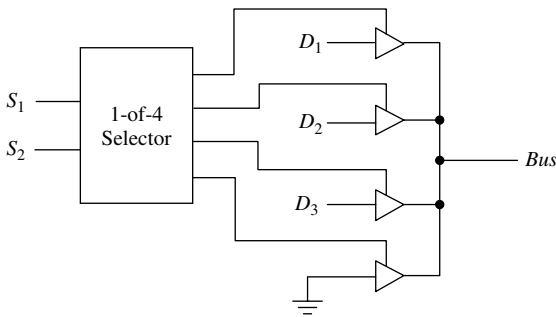 D1
S1
1-of-4
Selector
D2
S2
Bus
D3